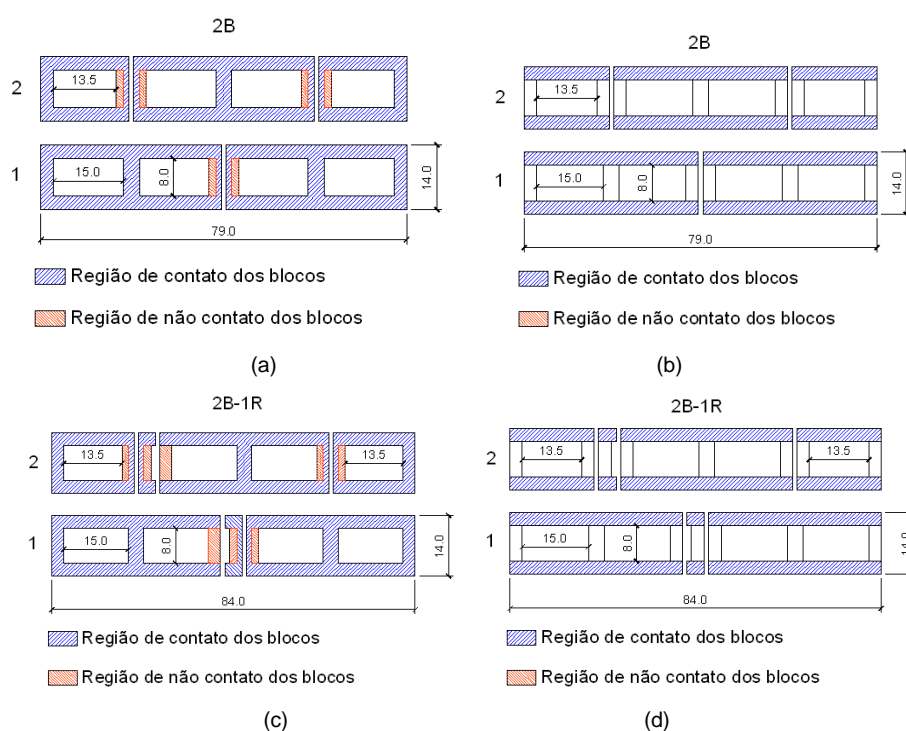 2B
2
13.5
1
15.0
8.0
14.0
79.0
Região de contato dos blocos
Região de não contato dos blocos
(a)
2B
2
13.5
1
15.0
8.0
14.0
79.0
Região de contato dos blocos
Região de não contato dos blocos
(b)
2B-1R
2
13.5
13.5
1
15.0
8.0
14.0
84.0
Região de contato dos blocos
Região de não contato dos blocos
(c)
2B-1R
2
13.5
13.5
1
15.0
8.0
14.0
84.0
Região de contato dos blocos
Região de não contato dos blocos
(d)